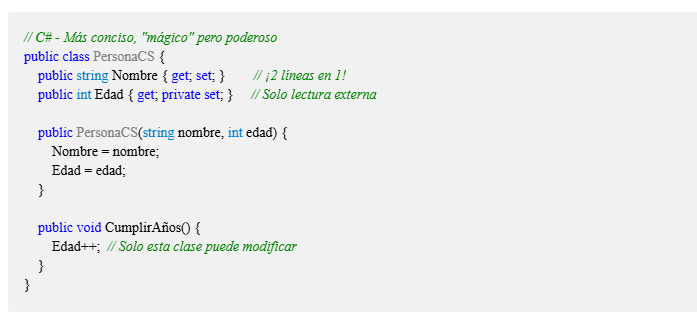 // C# - Más conciso, "mágico" pero poderoso
public class PersonaCS {
    public string Nombre { get; set; }        // ¡2 líneas en 1!
    public int Edad { get; private set; }     // Solo lectura externa

    public PersonaCS(string nombre, int edad) {
        Nombre = nombre;
        Edad = edad;
    }

    public void CumplirAños() {
        Edad++;  // Solo esta clase puede modificar
    }
}